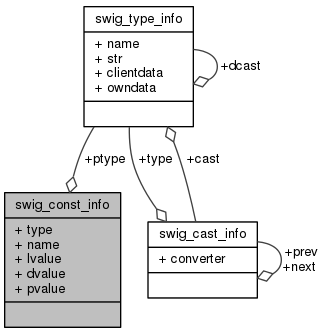 swig_type_info
+ name
+ str
+ clientdata
+ owndata
+dcast
+ptype
+type
+cast
swig_const_info
+ type
+ name
+ lvalue
+ dvalue
+ pvalue
swig_cast_info
+ converter
+prev
+next